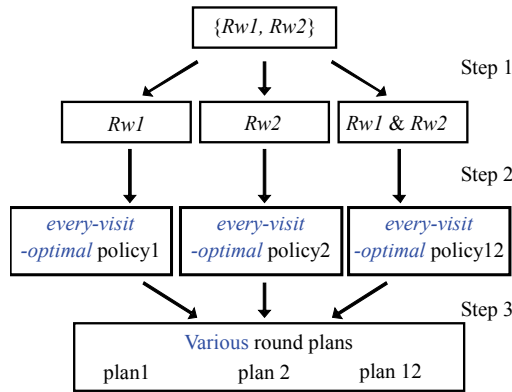 {Rw1, Rw2}
Step 1
Rw1
Rw2
Rw1 & Rw2
Step 2
every-visit
-optimal policy1
every-visit
-optimal policy2
every-visit
-optimal policy12
Step 3
Various round plans
plan1 plan 2 plan 12